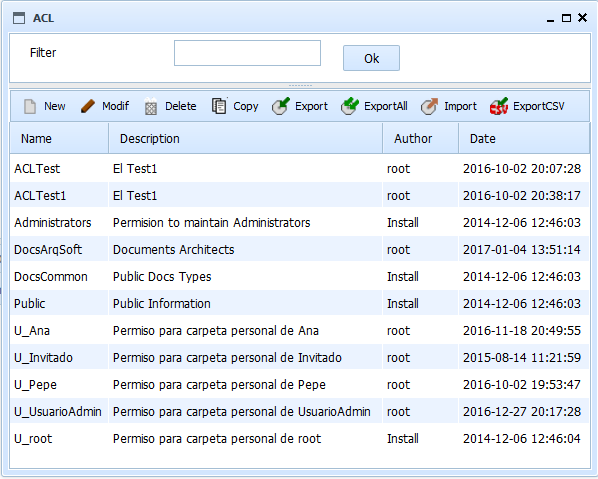 ACL
Filter Ok
New Modif Delete Copy Export ExportAll Import ExportCSV
Name Description Author Date
ACLTest El Test1 root 2016-10-02 20:07:28
ACLTest1 El Test1 root 2016-10-02 20:38:17
Administrators Permision to maintain Administrators Install 2014-12-06 12:46:03
DocsArqSoft Documents Architects root 2017-01-04 13:51:14
DocsCommon Public Docs Types Install 2014-12-06 12:46:03
Public Public Information Install 2014-12-06 12:46:03
U_Ana Permiso para carpeta personal de Ana root 2016-11-18 20:49:55
U_Invitado Permiso para carpeta personal de Invitado root 2015-08-14 11:21:59
U_Pepe Permiso para carpeta personal de Pepe root 2016-10-02 19:53:47
U_UsuarioAdmin Permiso para carpeta personal de UsuarioAdmin root 2016-12-27 20:17:28
U_root Permiso para carpeta personal de root Install 2014-12-06 12:46:04